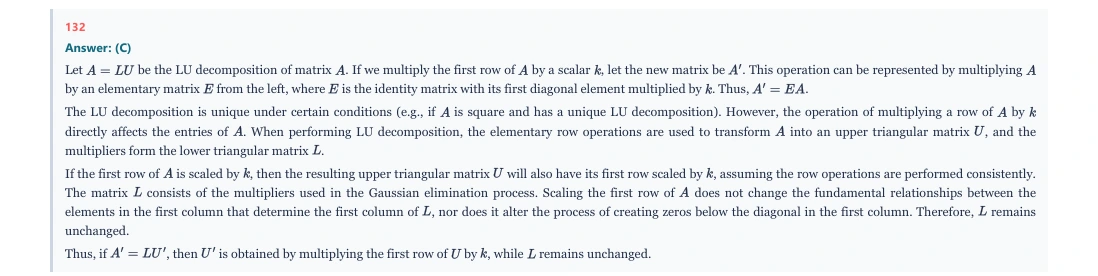 132
Answer: (C)
Let A = LU be the LU decomposition of matrix A. If we multiply the first row of A by a scalar k, let the new matrix be A′. This operation can be represented by multiplying A
by an elementary matrix E from the left, where E is the identity matrix with its first diagonal element multiplied by k. Thus, A′ = EA.
The LU decomposition is unique under certain conditions (e.g., if A is square and has a unique LU decomposition). However, the operation of multiplying a row of A by k
directly affects the entries of A. When performing LU decomposition, the elementary row operations are used to transform A into an upper triangular matrix U, and the
multipliers form the lower triangular matrix L.
If the first row of A is scaled by k, then the resulting upper triangular matrix U will also have its first row scaled by k, assuming the row operations are performed consistently.
The matrix L consists of the multipliers used in the Gaussian elimination process. Scaling the first row of A does not change the fundamental relationships between the
elements in the first column that determine the first column of L, nor does it alter the process of creating zeros below the diagonal in the first column. Therefore, L remains
unchanged.
Thus, if A′ = LU′, then U′ is obtained by multiplying the first row of U by k, while L remains unchanged.